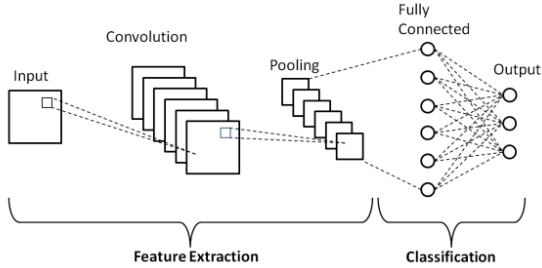 Input
Convolution
Pooling
Fully
Connected
Output
Feature Extraction
Classification